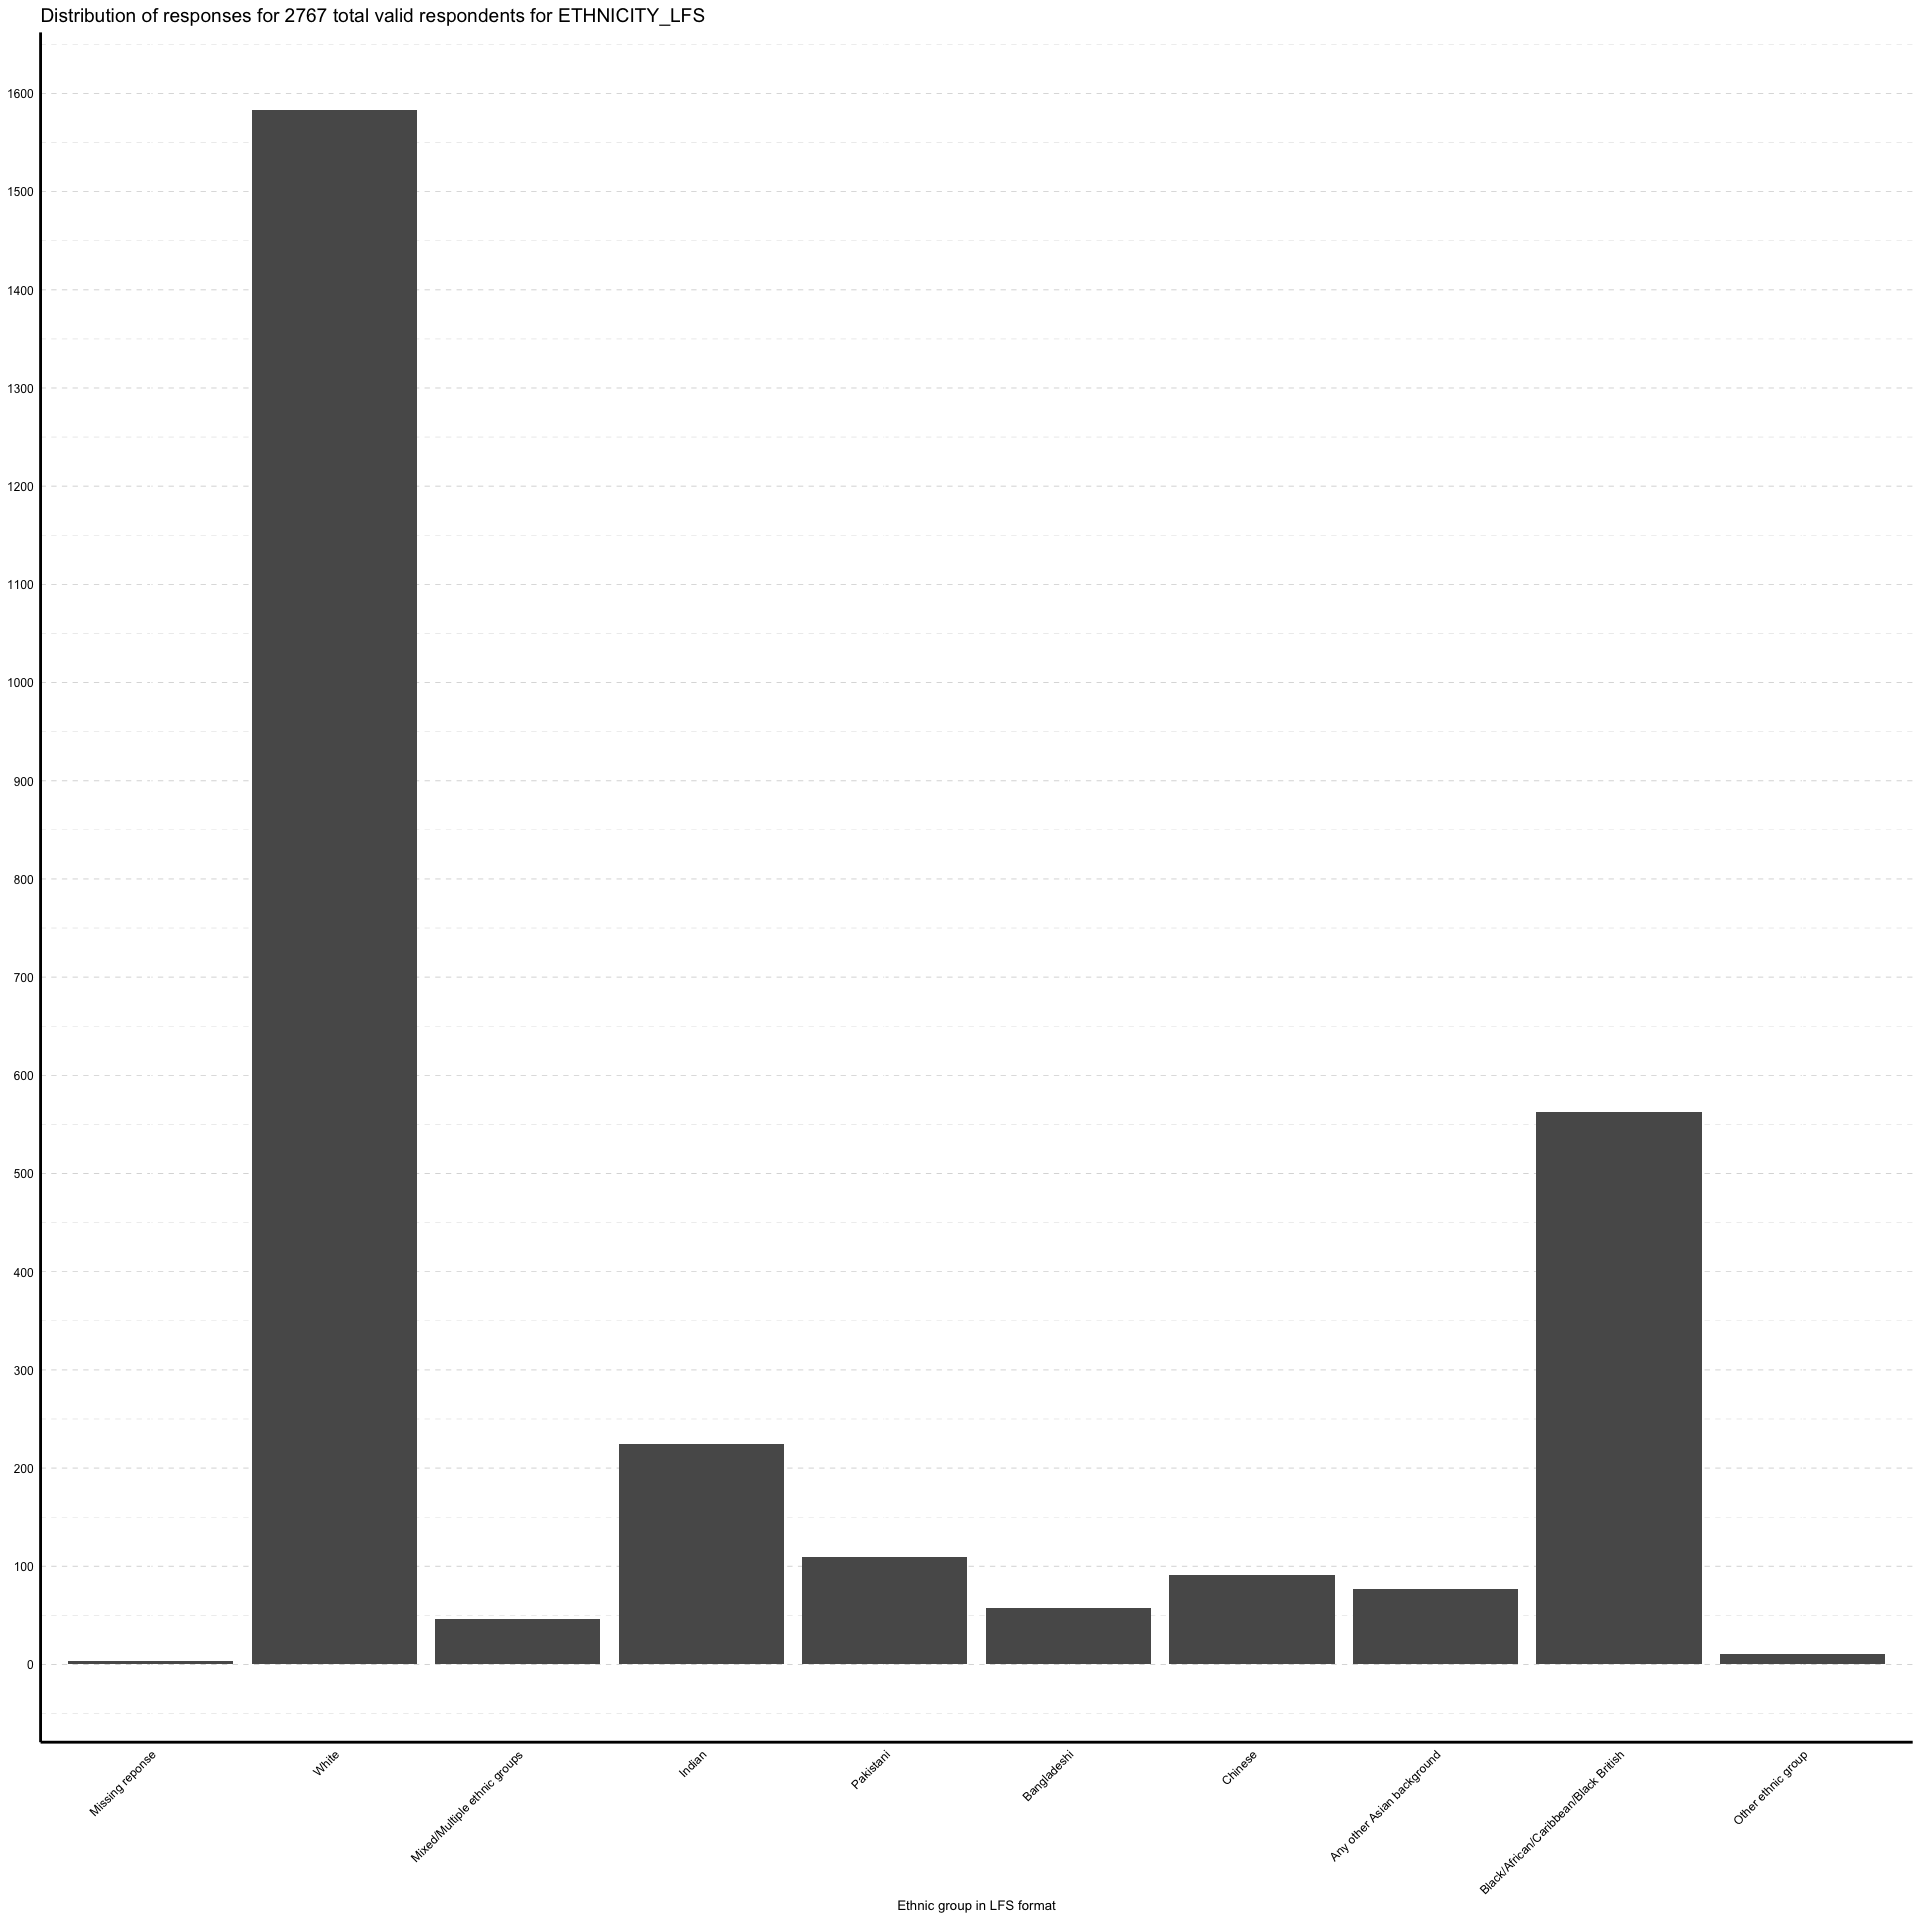 Distribution of responses for 2767 total valid respondents for ETHNICITY_LFS
1600
1500
1400
1300
1200
1100
1000
900
800
700
600
500
400
300
200
100
0
Missing reponse
White
Mixed/Multiple ethnic groups
Indian
Pakistani
Bangladeshi
Chinese
Any other Asian background
Black/African/Caribbean/Black British
Other ethnic group
Ethnic group in LFS format